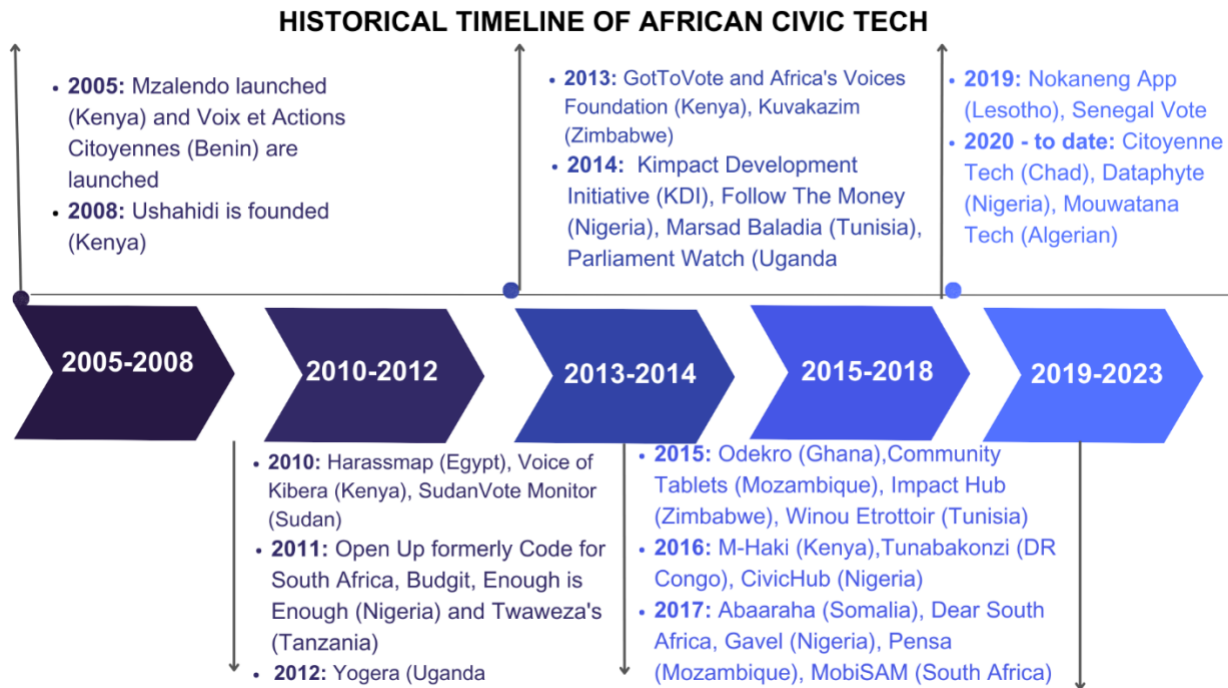 HISTORICAL TIMELINE OF AFRICAN CIVIC TECH
• 2005: Mzalendo launched
(Kenya) and Voix et Actions
Citoyennes (Benin) are
launched
• 2008: Ushahidi is founded
(Kenya)
• 2013: GotToVote and Africa's Voices
Foundation (Kenya), Kuvakazim
(Zimbabwe)
• 2014: Kimpact Development
Initiative (KDI), Follow The Money
(Nigeria), Marsad Baladia (Tunisia),
Parliament Watch (Uganda
• 2019: Nokaneng App
(Lesotho), Senegal Vote
• 2020 - to date: Citoyenne
Tech (Chad), Dataphyte
(Nigeria), Mouwatana
Tech (Algerian)
2005-2008
2010-2012
2013-2014
2015-2018
2019-2023
• 2010: Harassmap (Egypt), Voice of
Kibera (Kenya), SudanVote Monitor
(Sudan)
• 2011: Open Up formerly Code for
South Africa, Budgit, Enough is
Enough (Nigeria) and Twaweza's
(Tanzania)
• 2012: Yogera (Uganda
• 2015: Odekro (Ghana),Community
Tablets (Mozambique), Impact Hub
(Zimbabwe), Winou Etrottoir (Tunisia)
• 2016: M-Haki (Kenya),Tunabakonzi (DR
Congo), CivicHub (Nigeria)
• 2017: Abaaraha (Somalia), Dear South
Africa, Gavel (Nigeria), Pensa
(Mozambique), MobiSAM (South Africa)